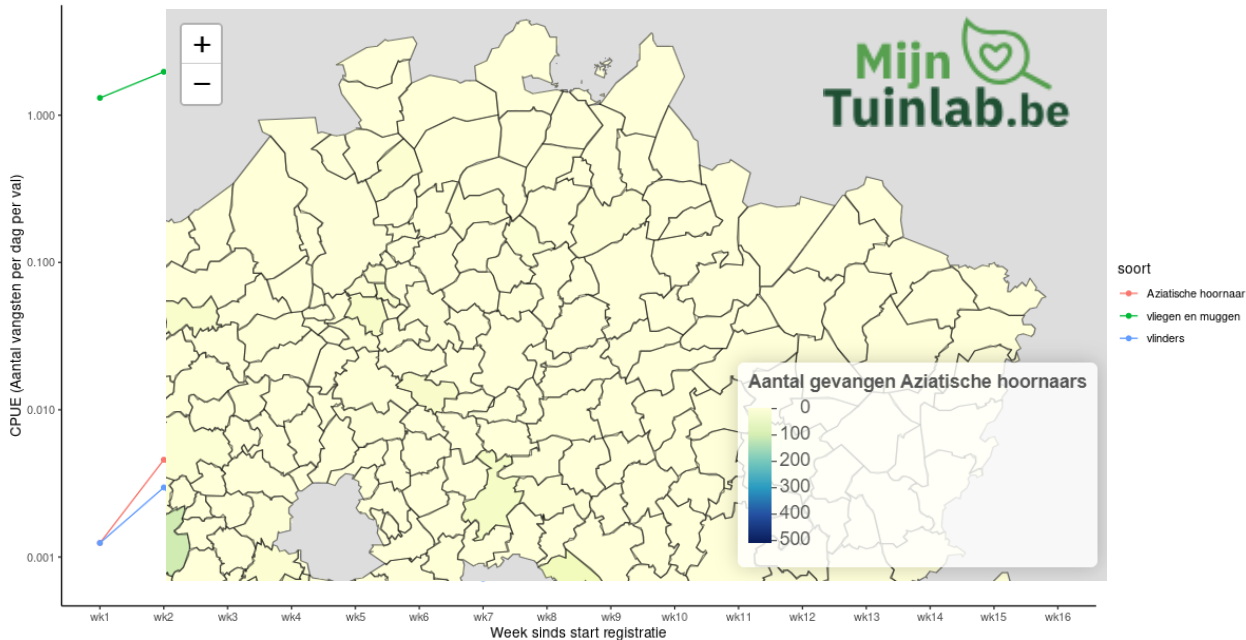 +
−
Mijn
Tuinlab.be
CPUE (Aantal vangsten per dag per val)
1.000
0.100
0.010
0.001
Aantal gevangen Aziatische hoornaars
0
100
200
300
400
500
soort
Aziatische hoornaar
vliegen en muggen
vlinders
wk1 wk2 wk3 wk4 wk5 wk6 wk7 wk8 wk9 wk10 wk11 wk12 wk13 wk14 wk15 wk16
Week sinds start registratie